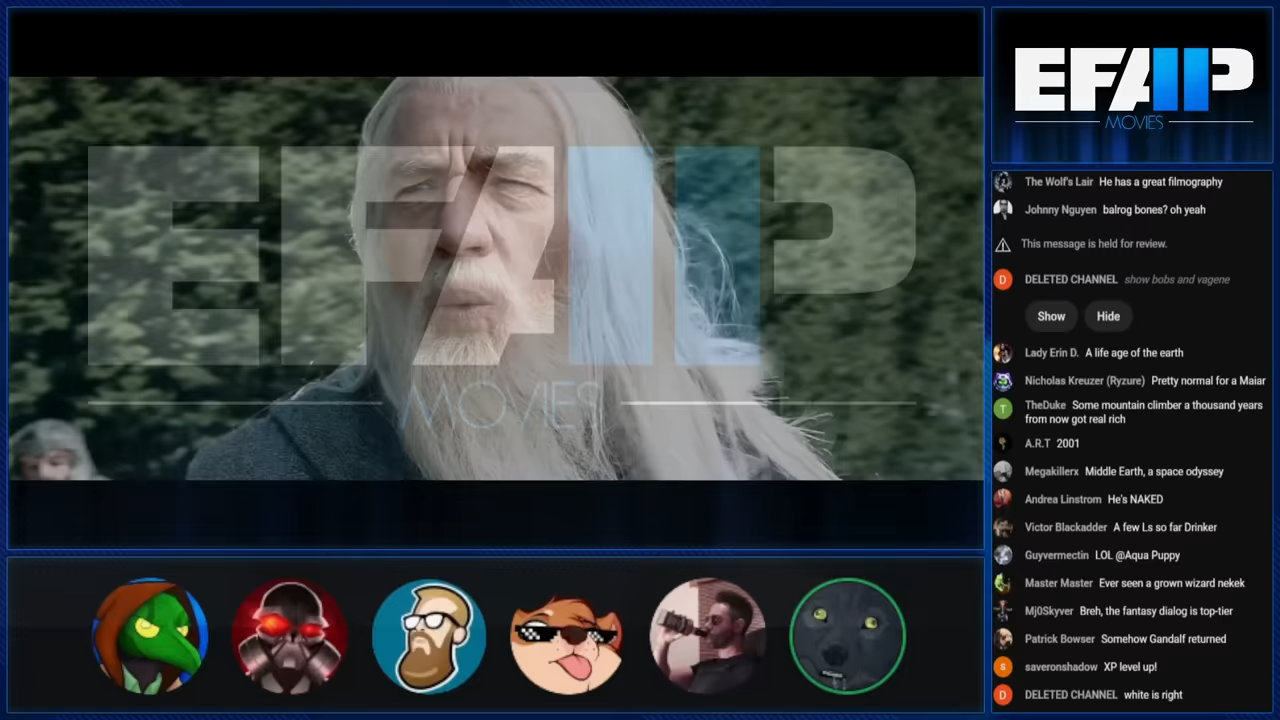 EFAP
MOVIES
EFAP
MOVIES
The Wolf's Lair He has a great filmography
Johnny Nguyen balrog bones? oh yeah
This message is held for review.
D DELETED CHANNEL show bobs and vagene
Show Hide
Lady Erin D. A life age of the earth
Nicholas Kreuzer (Ryzure) Pretty normal for a Maiar
T TheDuke Some mountain climber a thousand years
from now got real rich
A.R.T 2001
Megakillerx Middle Earth, a space odyssey
Andrea Linstrom He's NAKED
Victor Blackadder A few Ls so far Drinker
Guyvermectin LOL @Aqua Puppy
Master Master Ever seen a grown wizard nekek
Mj0Skyver Breh, the fantasy dialog is top-tier
Patrick Bowser Somehow Gandalf returned
S saveronshadow XP level up!
D DELETED CHANNEL white is right